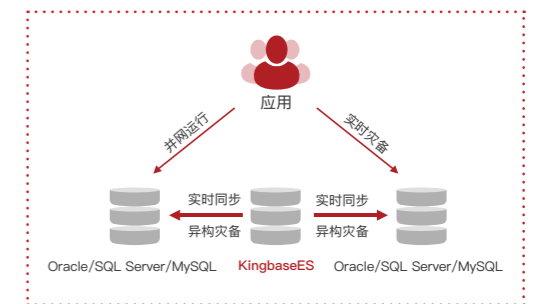 应用
并网运行
实时灾备
实时同步
实时同步
异构灾备
异构灾备
Oracle/SQL Server/MySQL
KingbaseES
Oracle/SQL Server/MySQL